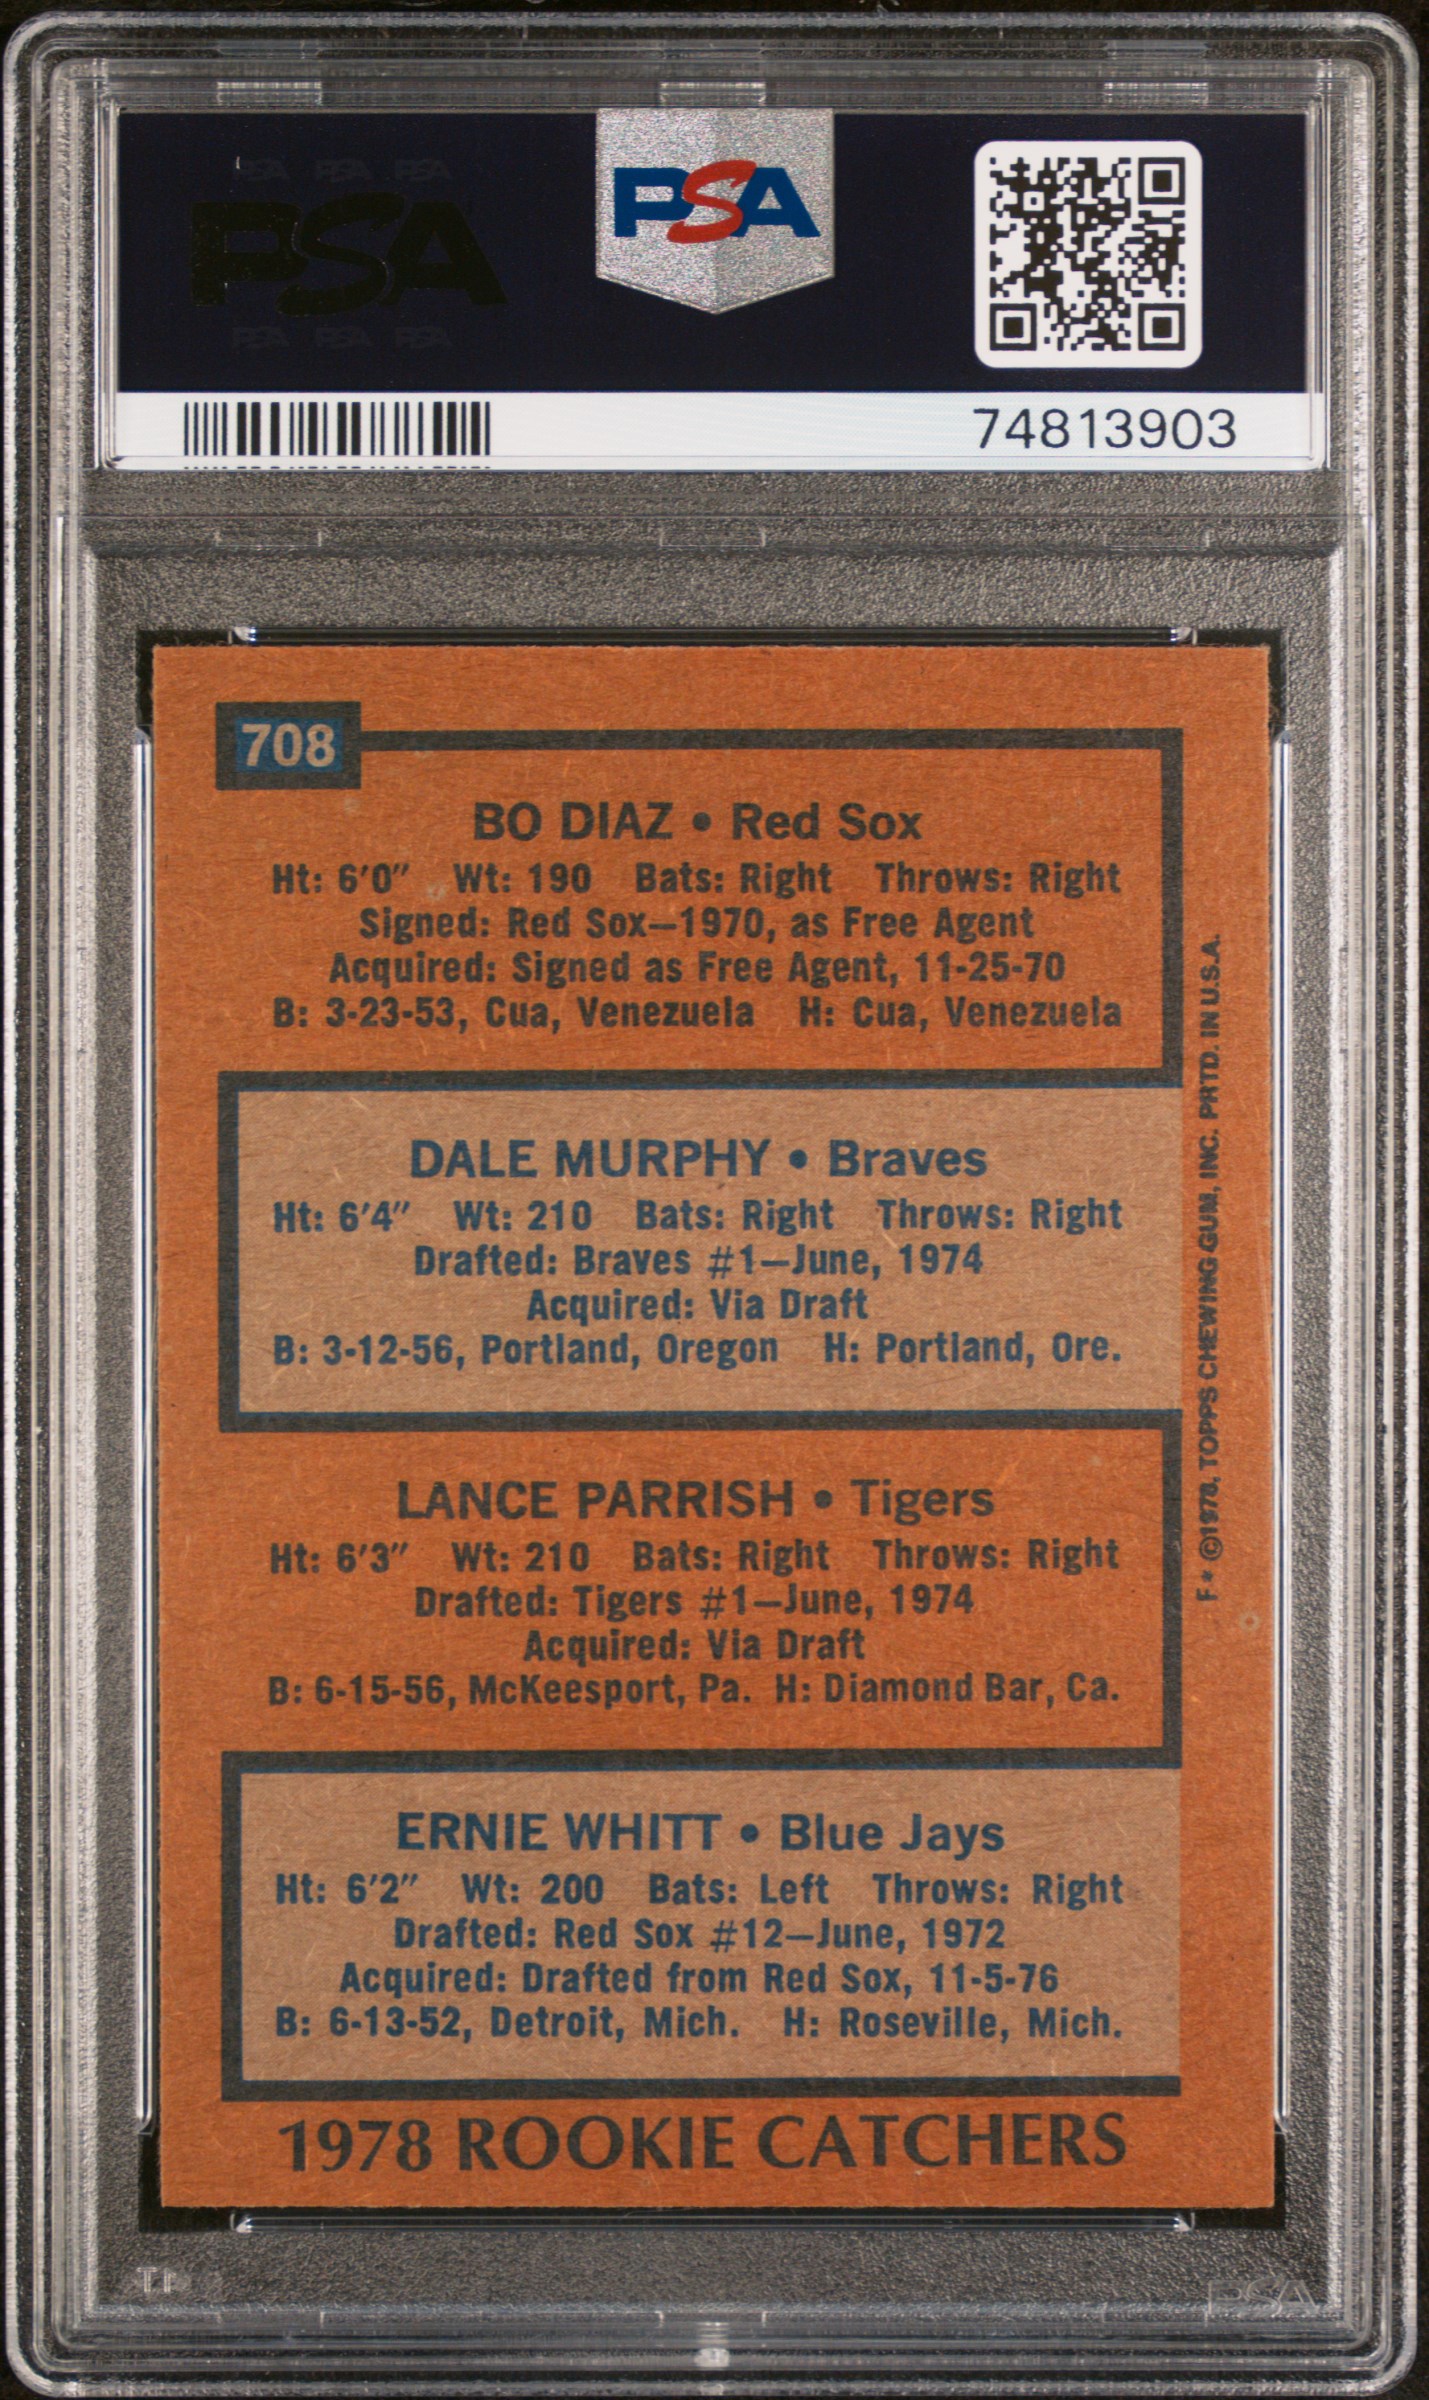 PSA PSA PSA
PSA
PSA PSA PSA
PSA
74813903
708
BO DIAZ • Red Sox
Ht: 6'0" Wt: 190 Bats: Right Throws: Right
Signed: Red Sox—1970, as Free Agent
Acquired: Signed as Free Agent, 11-25-70
B: 3-23-53, Cua, Venezuela H: Cua, Venezuela
DALE MURPHY • Braves
Ht: 6'4" Wt: 210 Bats: Right Throws: Right
Drafted: Braves #1—June, 1974
Acquired: Via Draft
B: 3-12-56, Portland, Oregon H: Portland, Ore.
LANCE PARRISH • Tigers
Ht: 6'3" Wt: 210 Bats: Right Throws: Right
Drafted: Tigers #1—June, 1974
Acquired: Via Draft
B: 6-15-56, McKeesport, Pa. H: Diamond Bar, Ca.
ERNIE WHITT • Blue Jays
Ht: 6'2" Wt: 200 Bats: Left Throws: Right
Drafted: Red Sox #12—June, 1972
Acquired: Drafted from Red Sox, 11-5-76
B: 6-13-52, Detroit, Mich. H: Roseville, Mich.
1978 ROOKIE CATCHERS
F* ©1978, TOPPS CHEWING GUM, INC. PRTD. IN U.S.A.
PSA